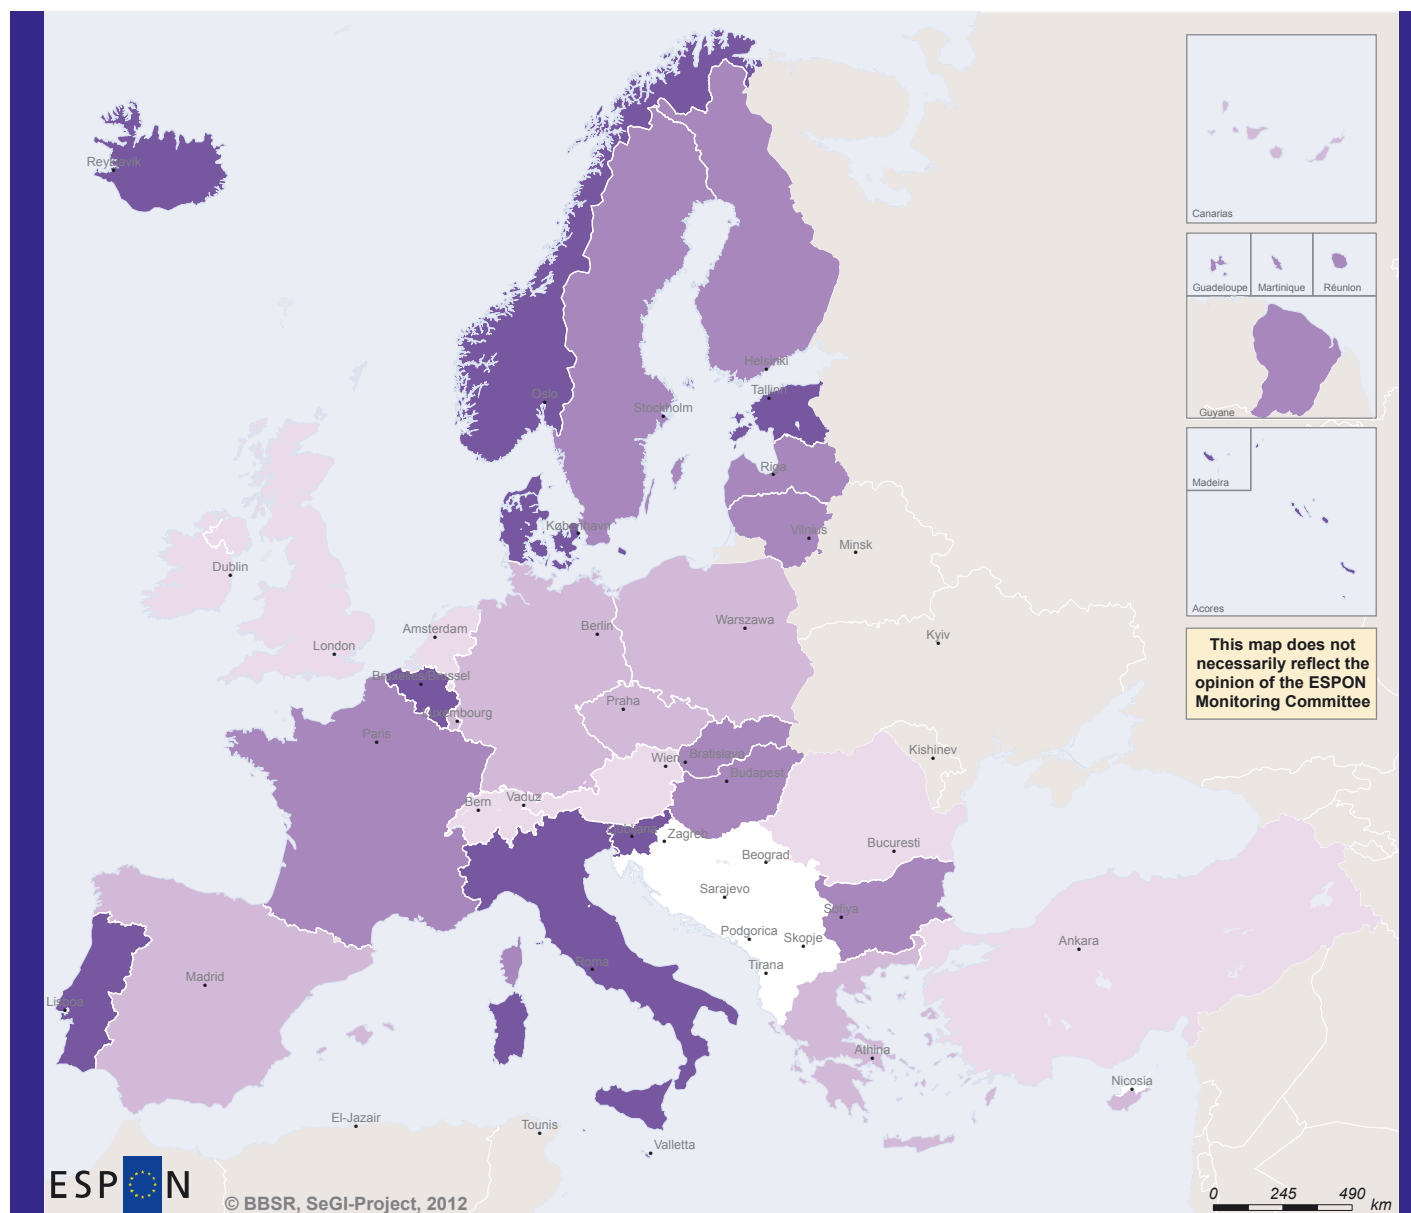 Reykjavik
Canarias
Guadeloupe
Martinique
Réunion
Guyane
Helsinki
Tallinn
Oslo
Stockholm
Riga
Madeira
København
Vilnius
Minsk
Dublin
Acores
Amsterdam
Berlin
Warszawa
Kyiv
London
Bruxelles/Brussel
This map does not
necessarily reflect the
opinion of the ESPON
Monitoring Committee
Praha
Luxembourg
Paris
Kishinev
Wien
Bratislava
Budapest
Bern
Vaduz
Ljubljana
Zagreb
Bucuresti
Beograd
Sarajevo
Sofiya
Podgorica
Skopje
Ankara
Roma
Tirana
Madrid
Lisboa
Athina
Nicosia
El-Jazair
Tounis
Valletta
ESPON
© BBSR, SeGI-Project, 2012
0 245 490
km